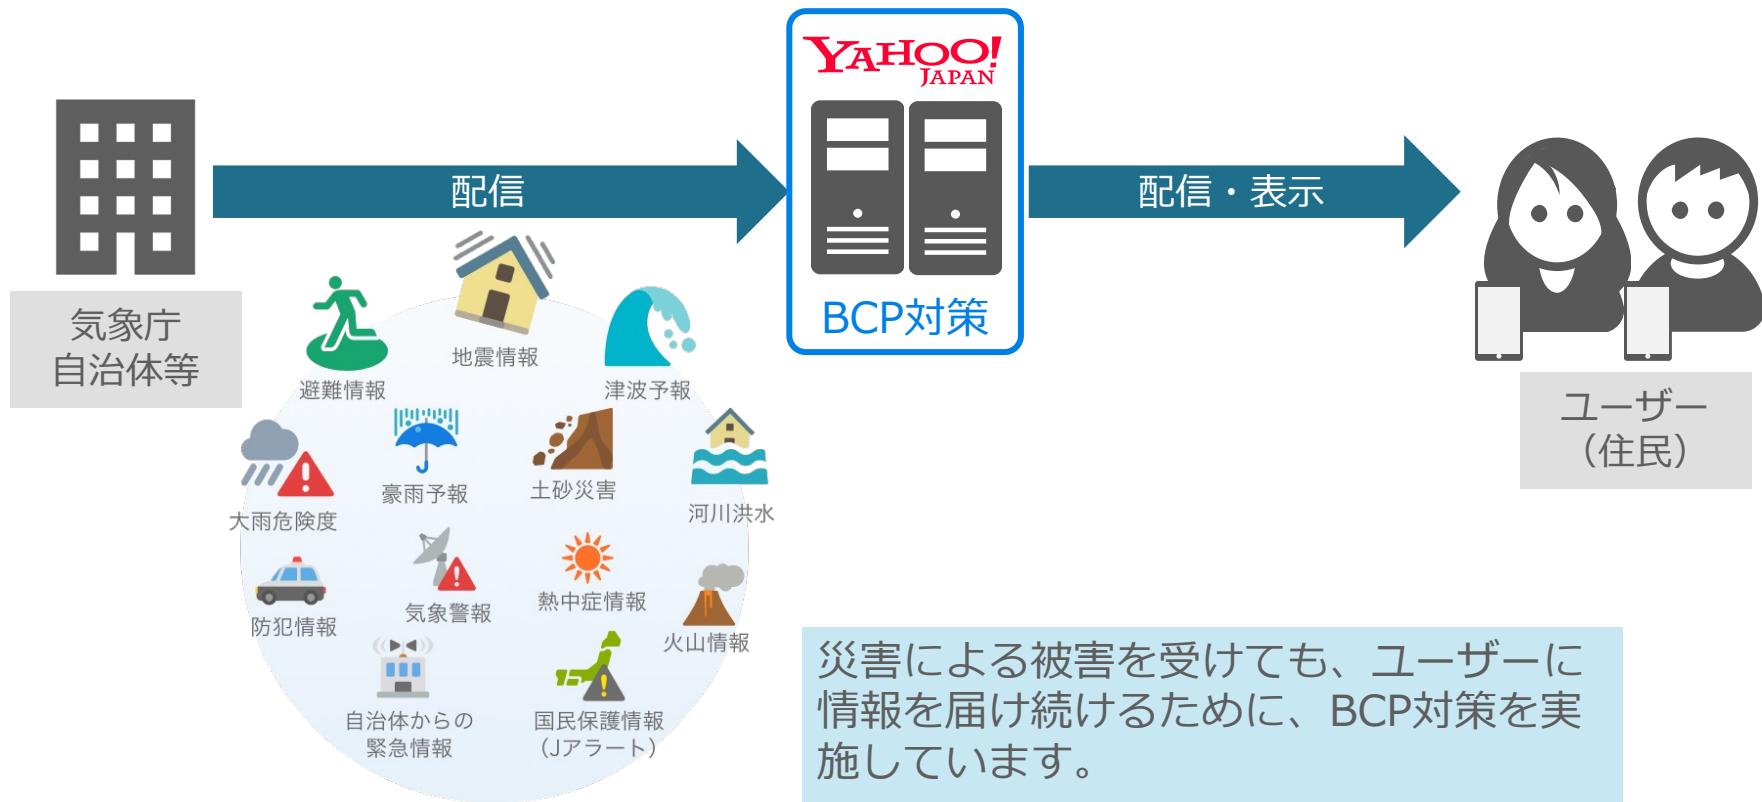 YAHOO!
JAPAN
配信
配信・表示
BCP対策
気象庁
自治体等
ユーザー
（住民）
地震情報
避難情報
津波予報
豪雨予報
土砂災害
大雨危険度
河川洪水
気象警報
熱中症情報
防犯情報
火山情報
自治体からの
緊急情報
国民保護情報
（Jアラート）
災害による被害を受けても、ユーザーに
情報を届け続けるために、BCP対策を実
施しています。